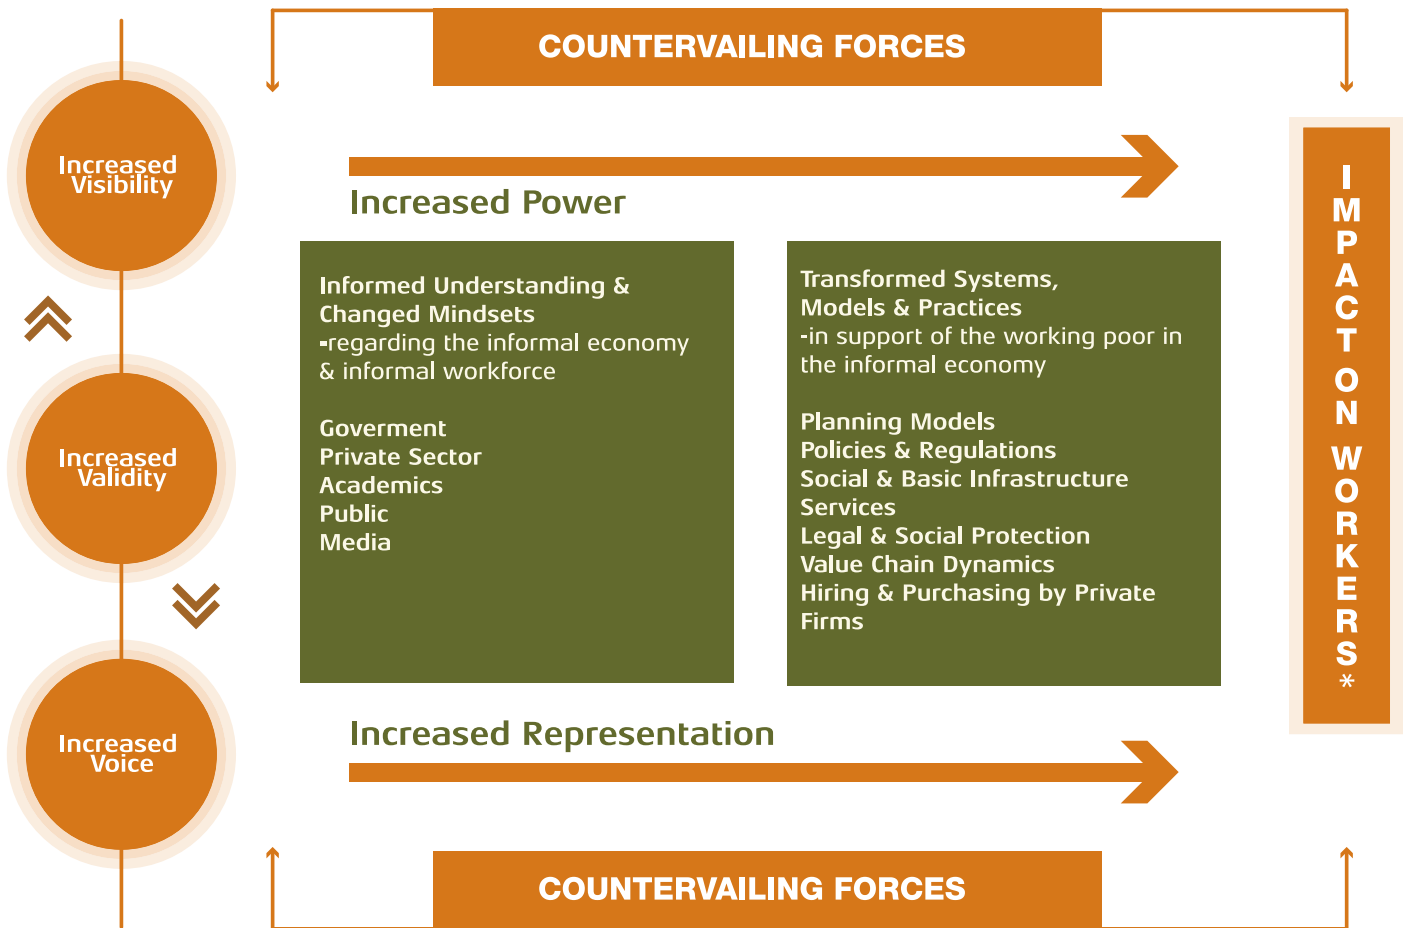 COUNTERVAILING FORCES
Increased
Visibility
Increased
Validity
Increased
Voice
Increased Power
Informed Understanding &
Changed Mindsets
-regarding the informal economy
& informal workforce
Goverment
Private Sector
Academics
Public
Media
Transformed Systems,
Models & Practices
-in support of the working poor in
the informal economy
Planning Models
Policies & Regulations
Social & Basic Infrastructure
Services
Legal & Social Protection
Value Chain Dynamics
Hiring & Purchasing by Private
Firms
Increased Representation
IMPACT ON WORKERS*
COUNTERVAILING FORCES